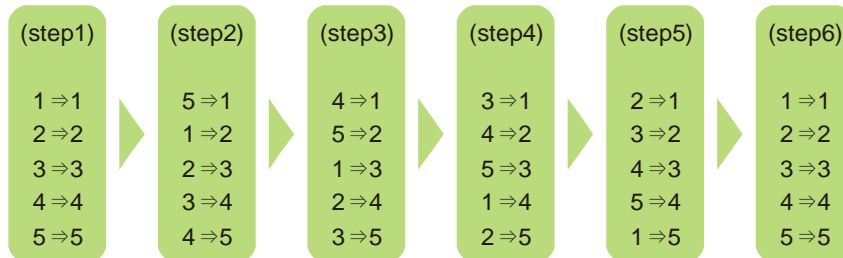 (step1) (step2) (step3) (step4) (step5) (step6)
1⇒1 5⇒1 4⇒1 3⇒1 2⇒1 1⇒1
2⇒2 1⇒2 5⇒2 4⇒2 3⇒2 2⇒2
3⇒3 2⇒3 1⇒3 5⇒3 4⇒3 3⇒3
4⇒4 3⇒4 2⇒4 1⇒4 5⇒4 4⇒4
5⇒5 4⇒5 3⇒5 2⇒5 1⇒5 5⇒5